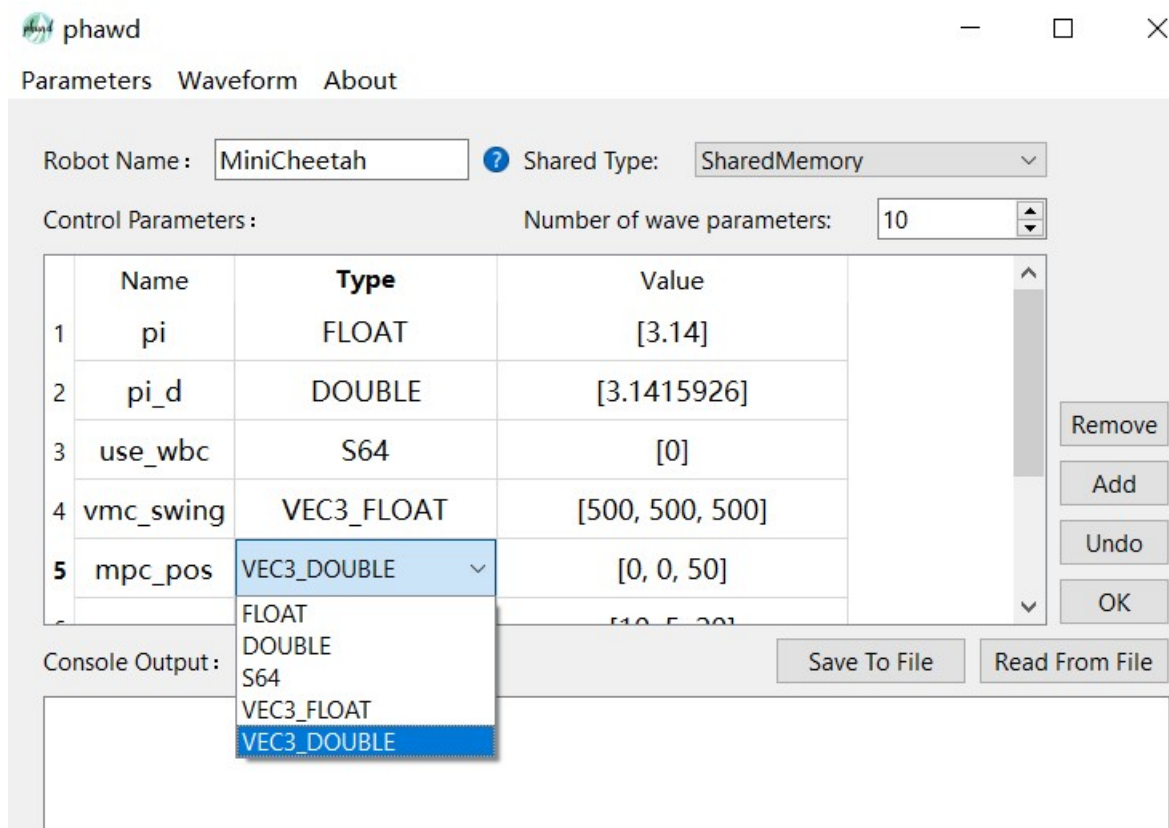 phawd
Parameters Waveform About
Robot Name： MiniCheetah ? Shared Type: SharedMemory
Control Parameters： Number of wave parameters: 10
Name Type Value
1 pi FLOAT [3.14]
2 pi_d DOUBLE [3.1415926]
3 use_wbc S64 [0]
4 vmc_swing VEC3_FLOAT [500, 500, 500]
5 mpc_pos VEC3_DOUBLE [0, 0, 50]
Remove
Add
Undo
OK
FLOAT
DOUBLE
S64
VEC3_FLOAT
VEC3_DOUBLE
Console Output： Save To File Read From File